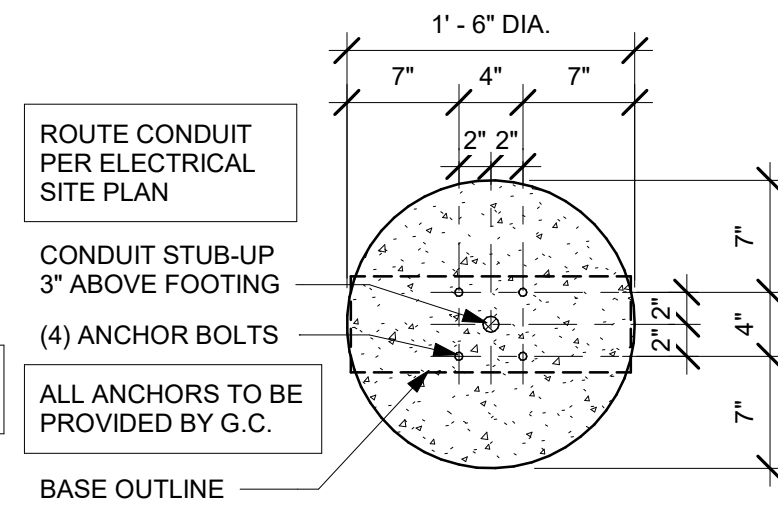 1' - 6" DIA.
7" 4" 7"
2" 2"
ROUTE CONDUIT
PER ELECTRICAL
SITE PLAN
CONDUIT STUB-UP
3" ABOVE FOOTING
(4) ANCHOR BOLTS
ALL ANCHORS TO BE
PROVIDED BY G.C.
BASE OUTLINE
7"
2" 2"
4"
7"